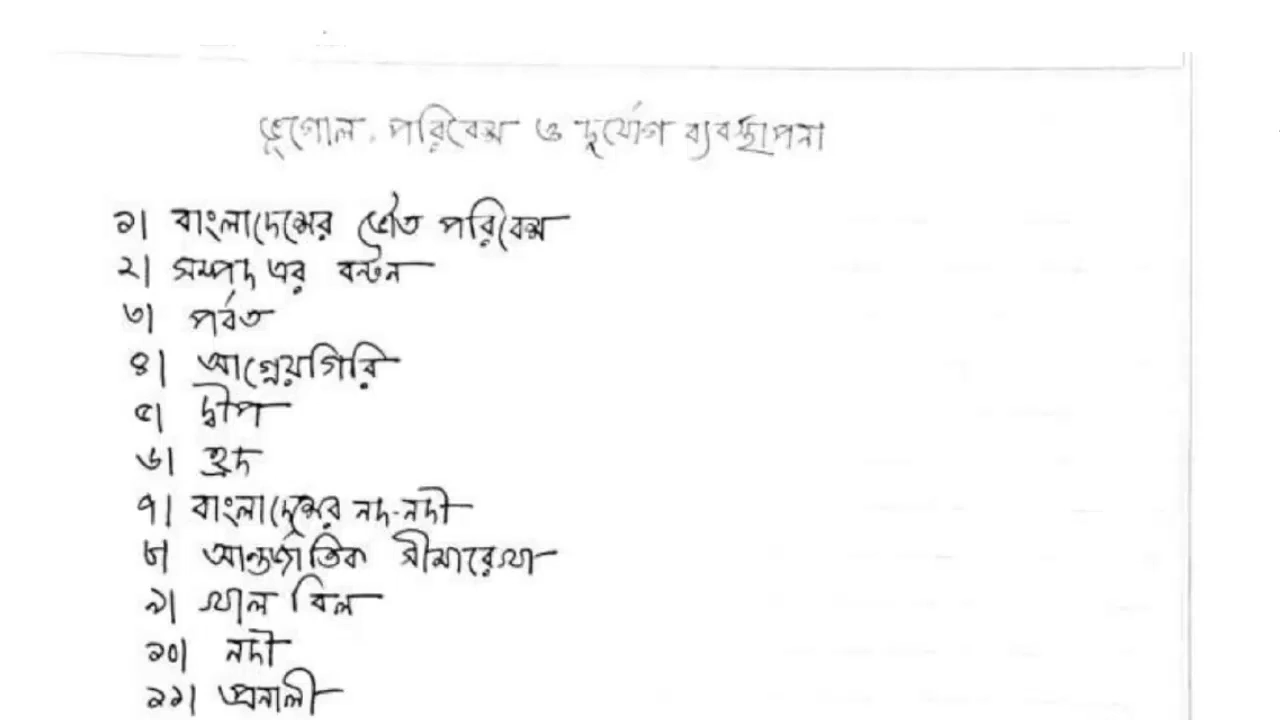 ভূগোল, পরিবেশ ও দুর্যোগ ব্যবস্থাপনা
১। বাংলাদেশের ভৌত পরিবেশ
২। সম্পদ এর বন্টন
৩। পর্বত
৪। আগ্নেয়গিরি
৫। দ্বীপ
৬। হ্রদ
৭। বাংলাদেশের নদ-নদী
৮। আন্তর্জাতিক সীমারেখা
৯। খাল বিল
১০। নদী
১১। প্রনালী